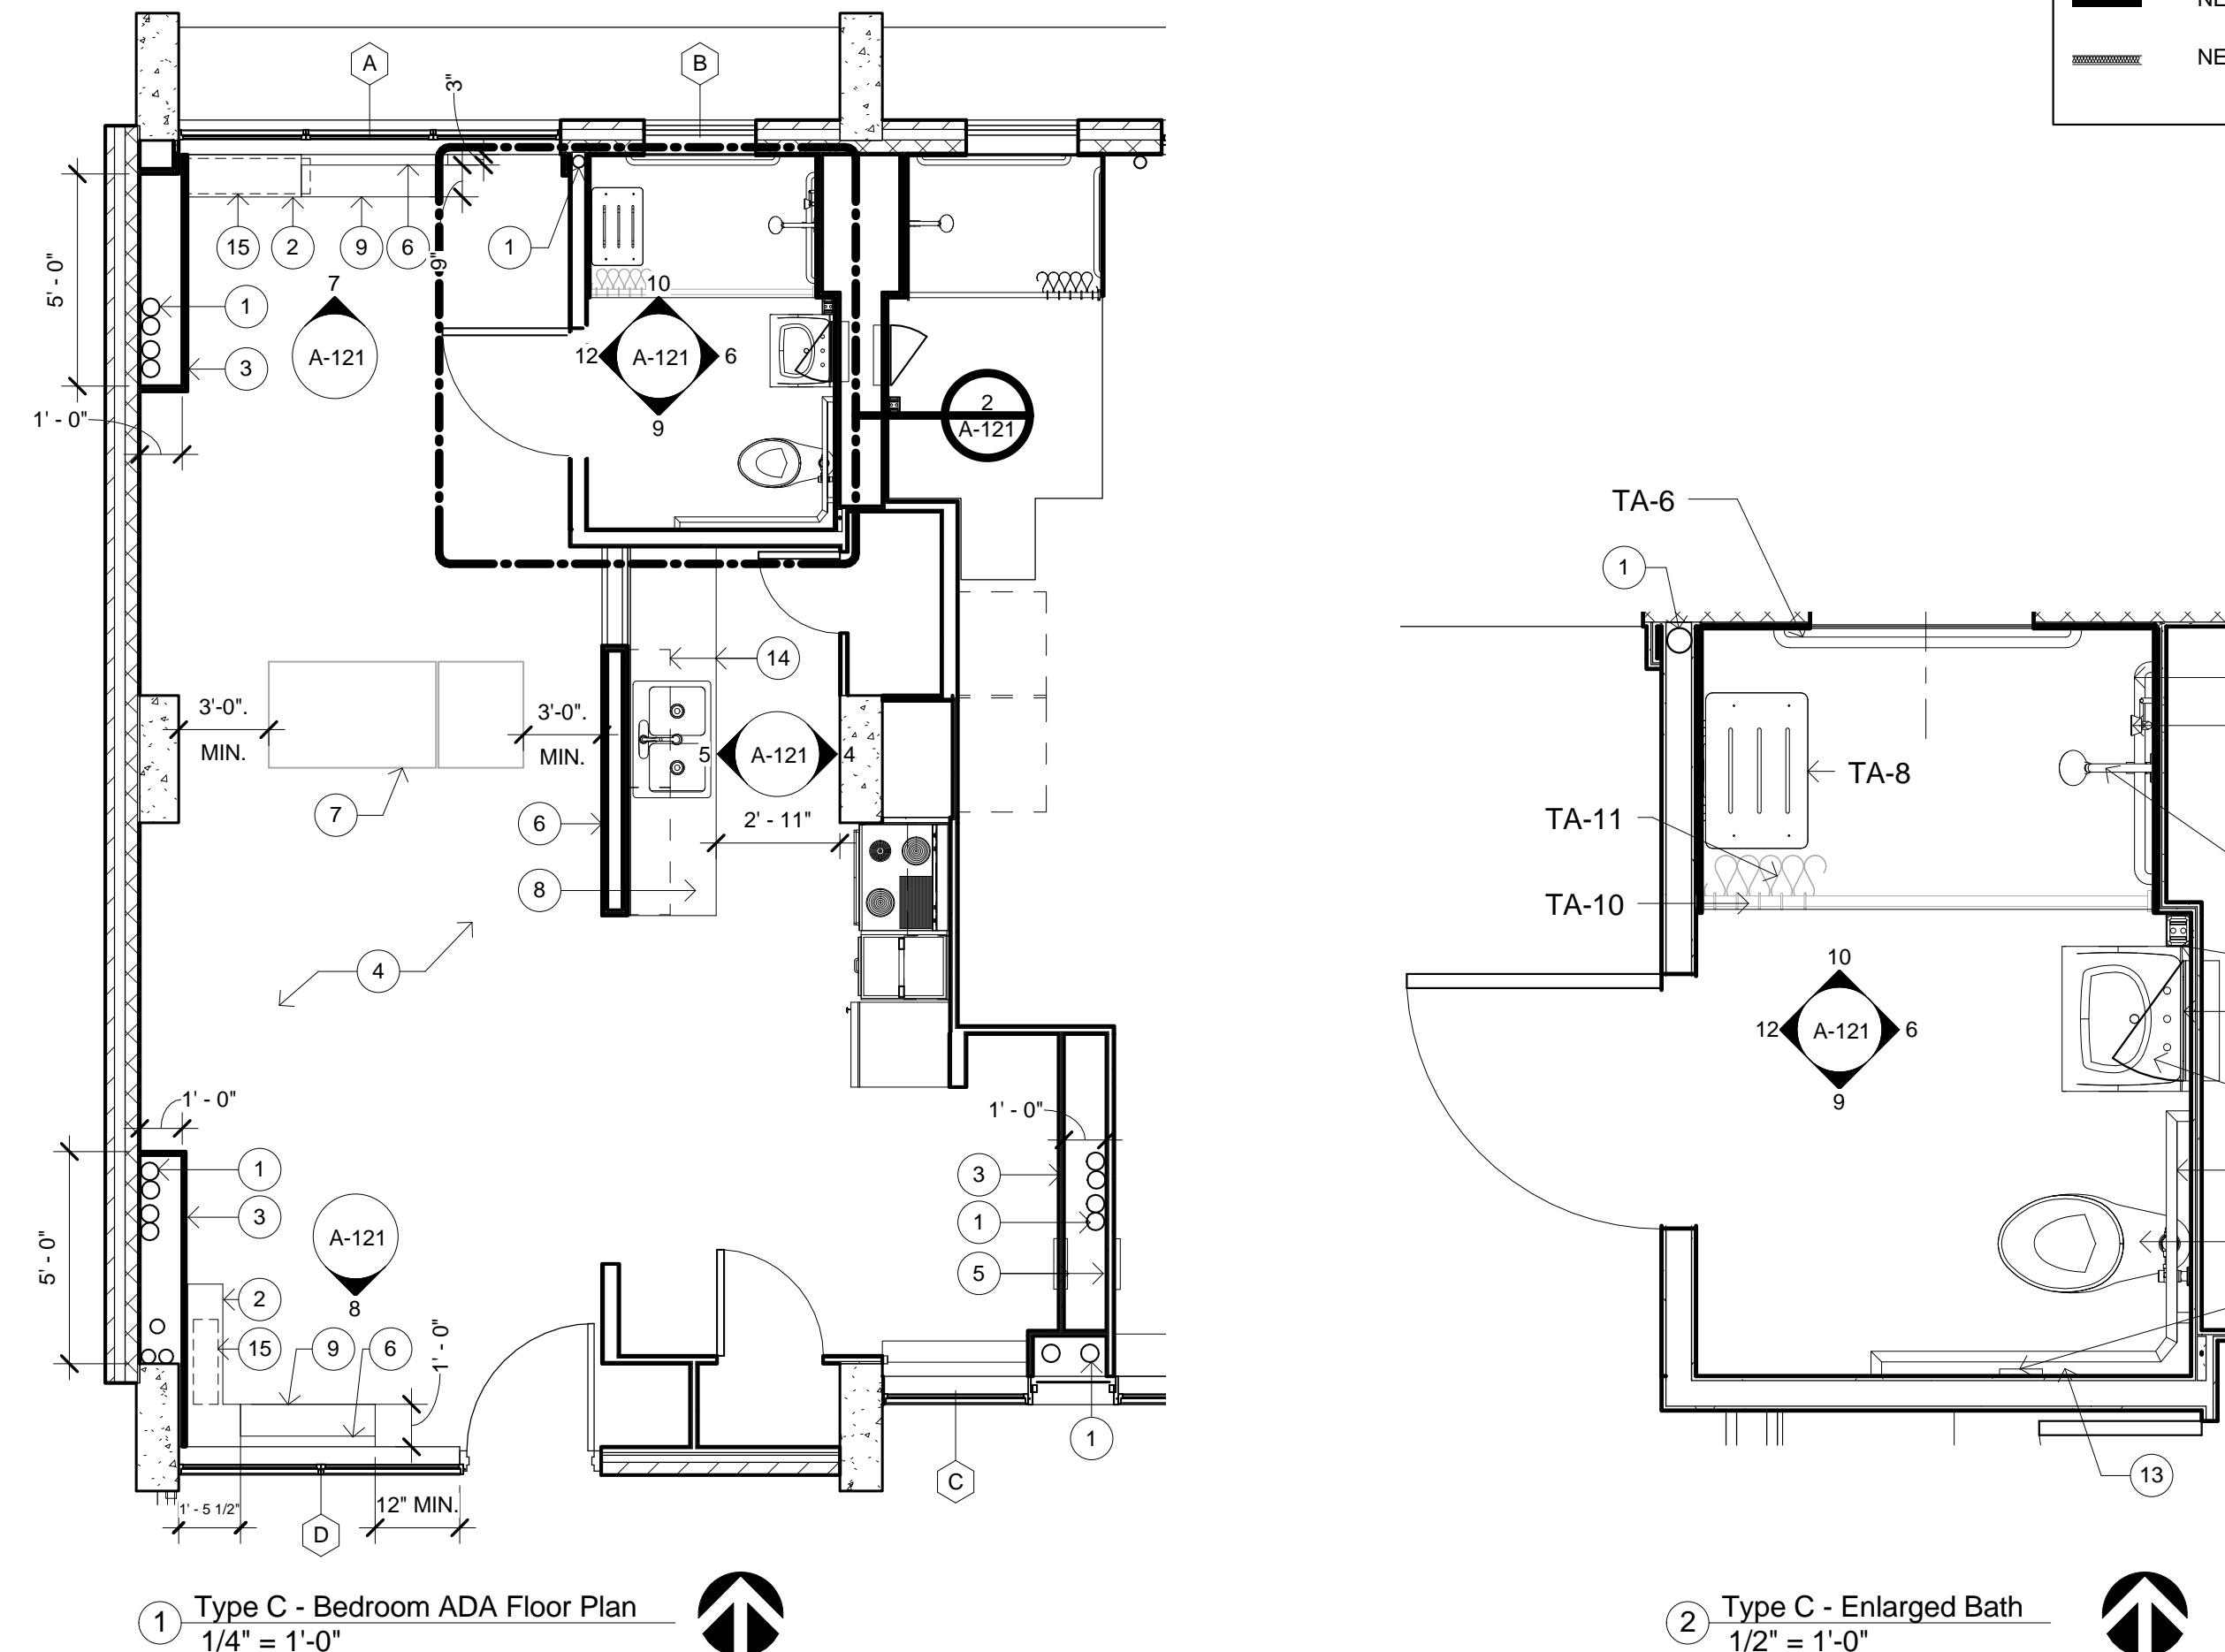 NE
NE
A
B
3"
15
2
9
6
9"
1
5' - 0"
7
A-121
1
3
1' - 0"
10
12
A-121
6
9
2
A-121
14
3'-0".
MIN.
3'-0".
MIN.
7
5
A-121
4
6
2' - 11"
8
4
1' - 0"
1
3
5' - 0"
A-121
8
2
15
9
6
1' - 0"
1' - 0"
3
1
5
1
C
1' - 5 1/2"
12" MIN.
D
1
Type C - Bedroom ADA Floor Plan
1/4" = 1'-0"
TA-6
1
TA-8
TA-11
TA-10
10
12
A-121
6
9
13
2
Type C - Enlarged Bath
1/2" = 1'-0"